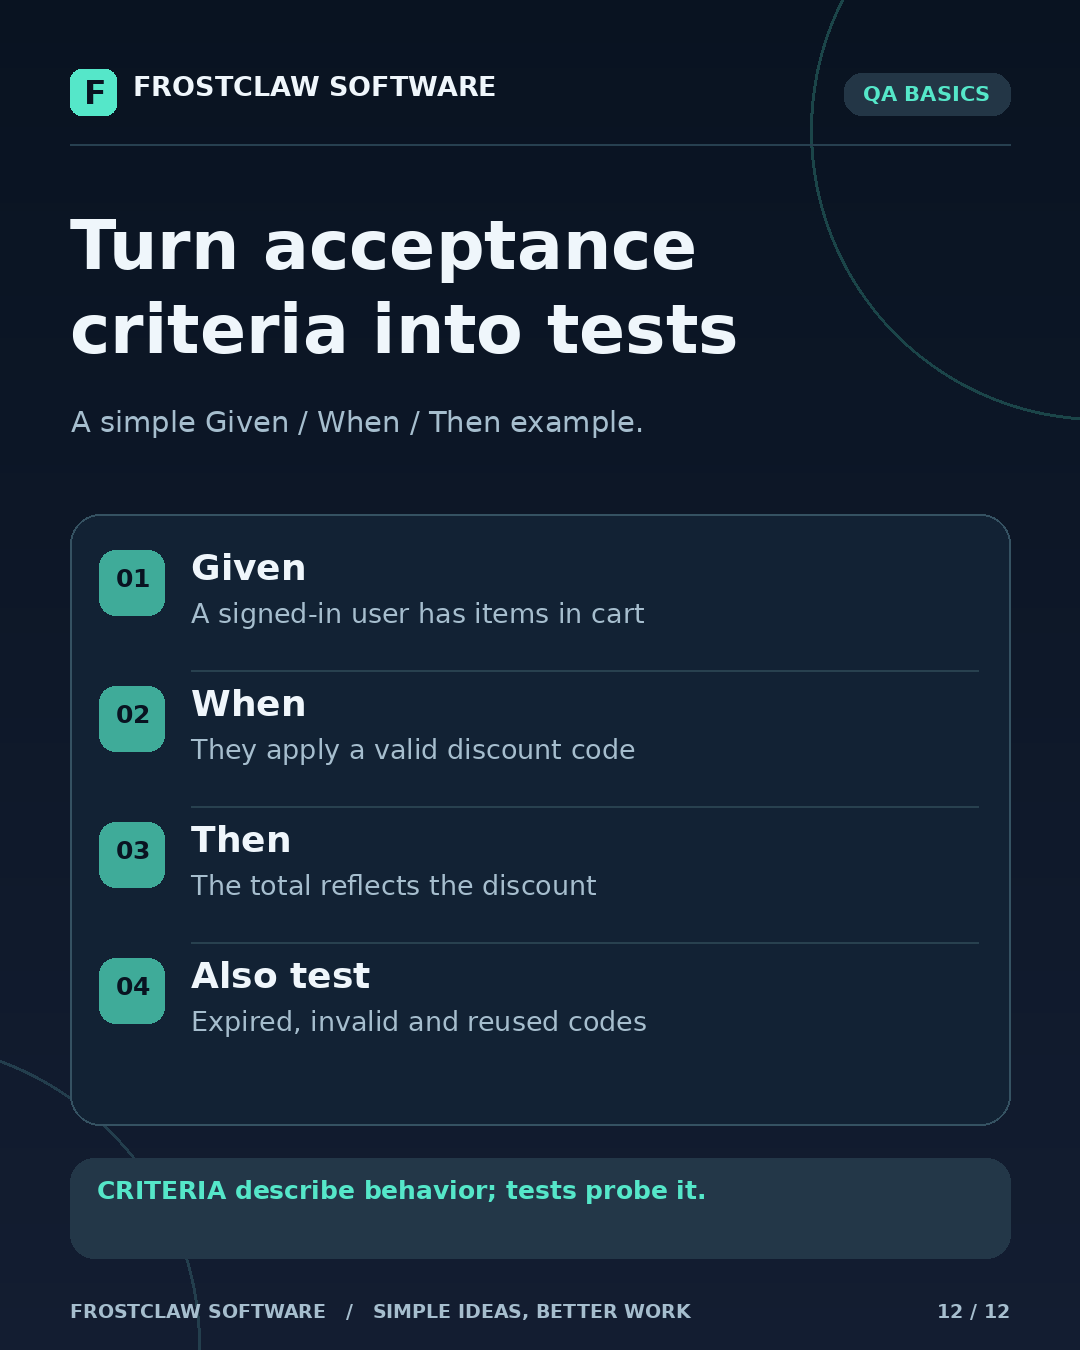 F FROSTCLAW SOFTWARE
QA BASICS
Turn acceptance
criteria into tests
A simple Given / When / Then example.
01 Given
A signed-in user has items in cart
02 When
They apply a valid discount code
03 Then
The total reflects the discount
04 Also test
Expired, invalid and reused codes
CRITERIA describe behavior; tests probe it.
FROSTCLAW SOFTWARE / SIMPLE IDEAS, BETTER WORK
12 / 12